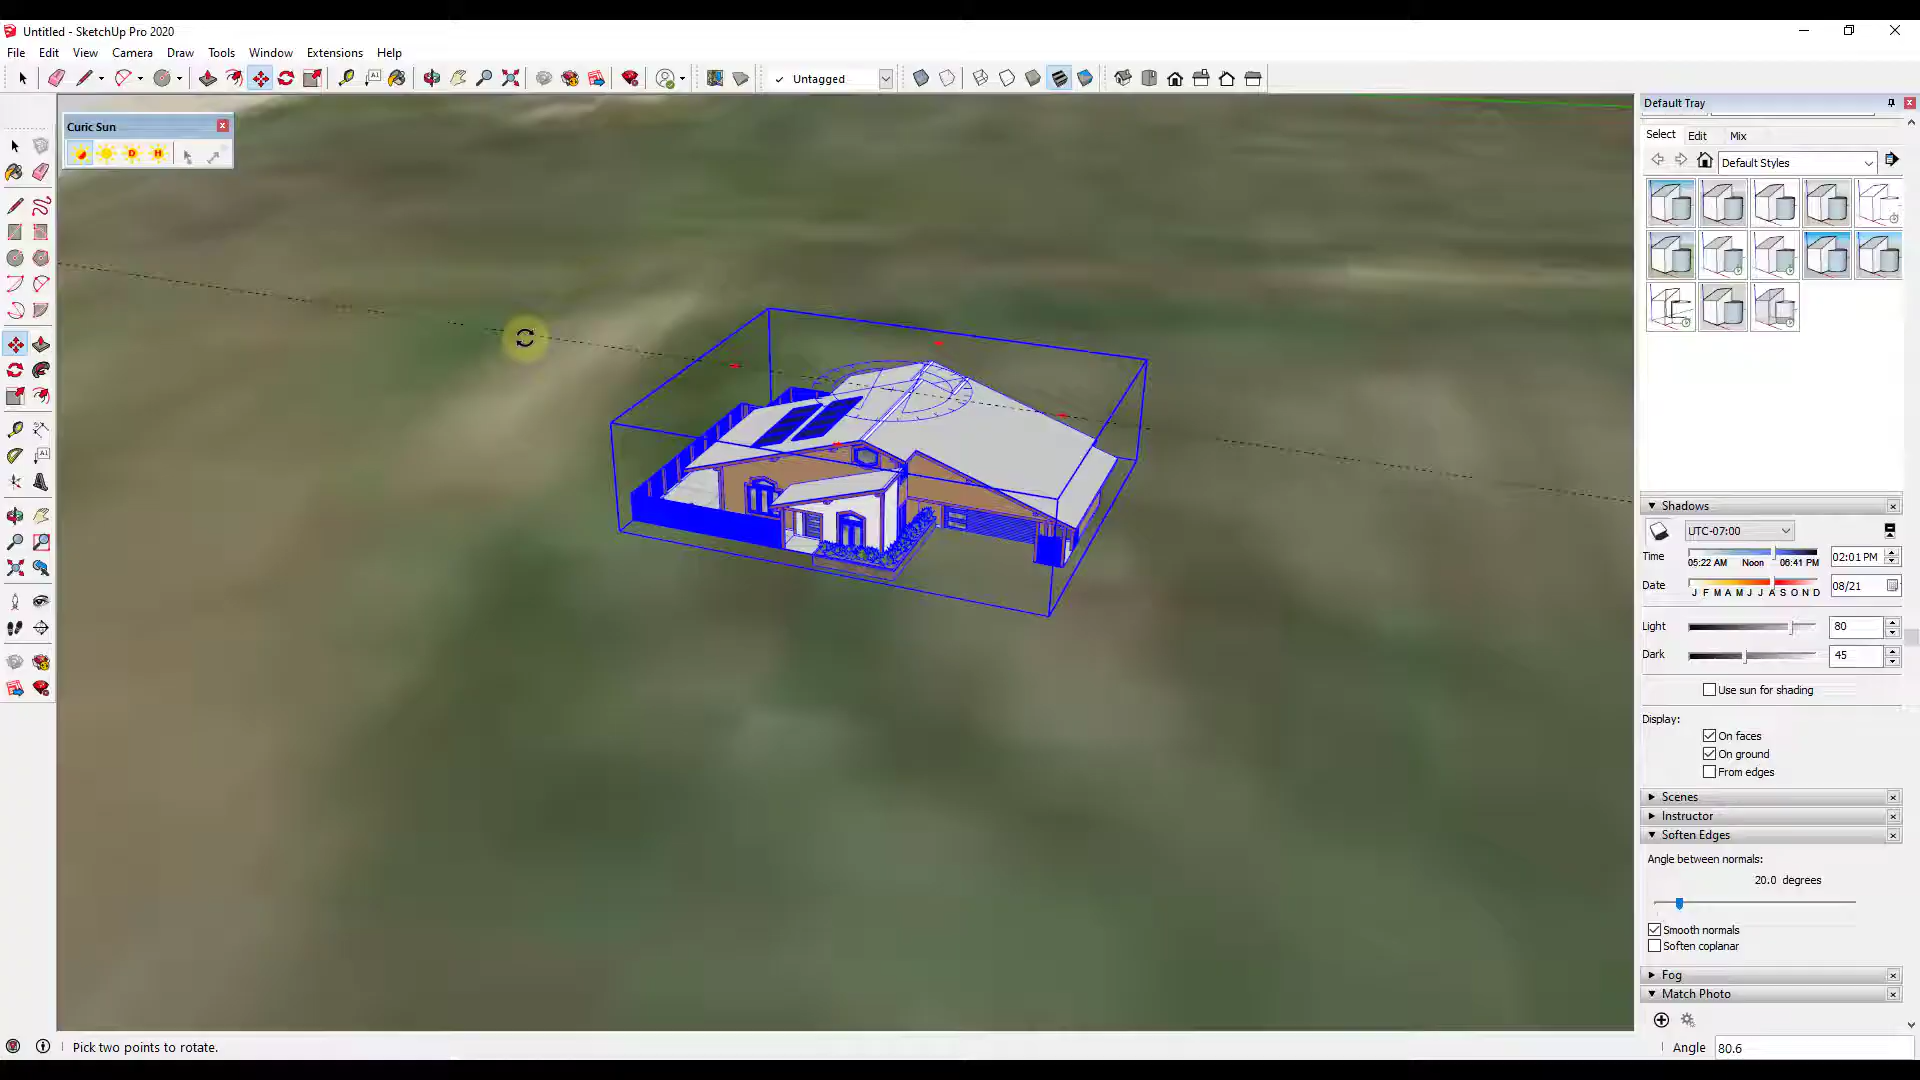 Untitled - SketchUp Pro 2020
File Edit View Camera Draw Tools Window Extensions Help
A1 Untagged
Curic Sun
D H
Default Tray
Select Edit Mix
Default Styles
A1
Shadows
UTC-07:00
Time 02:01 PM
05:22 AM Noon 06:41 PM
Date 08/21
J F M A M J J A S O N D
Light 80
Dark 45
Use sun for shading
Display:
On faces
On ground
From edges
Scenes
Instructor
Soften Edges
Angle between normals:
20.0 degrees
Smooth normals
Soften coplanar
Fog
Match Photo
Pick two points to rotate.
Angle 80.6